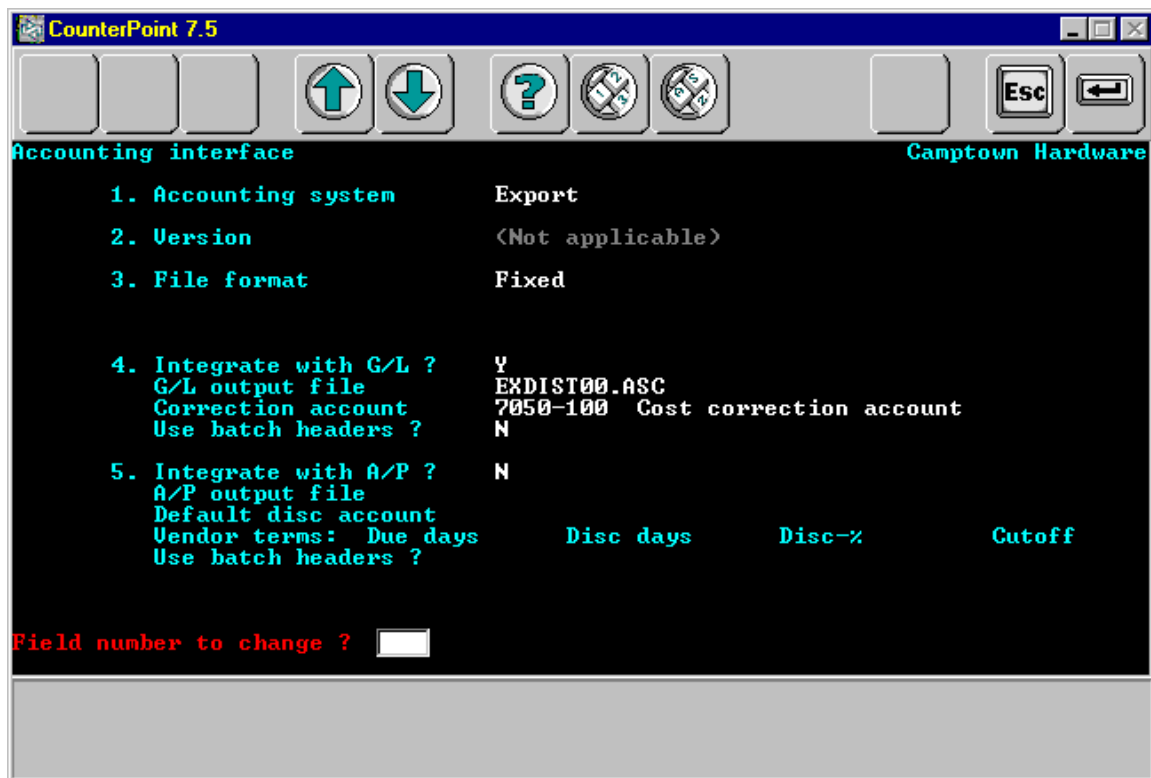 CounterPoint 7.5
Esc
Accounting interface Camptown Hardware
1. Accounting system Export
2. Version (Not applicable)
3. File format Fixed
4. Integrate with G/L ? Y
G/L output file EXDIST00.ASC
Correction account 7050-100 Cost correction account
Use batch headers ? N
5. Integrate with A/P ? N
A/P output file
Default disc account
Vendor terms: Due days Disc days Disc-% Cutoff
Use batch headers ?
Field number to change ?